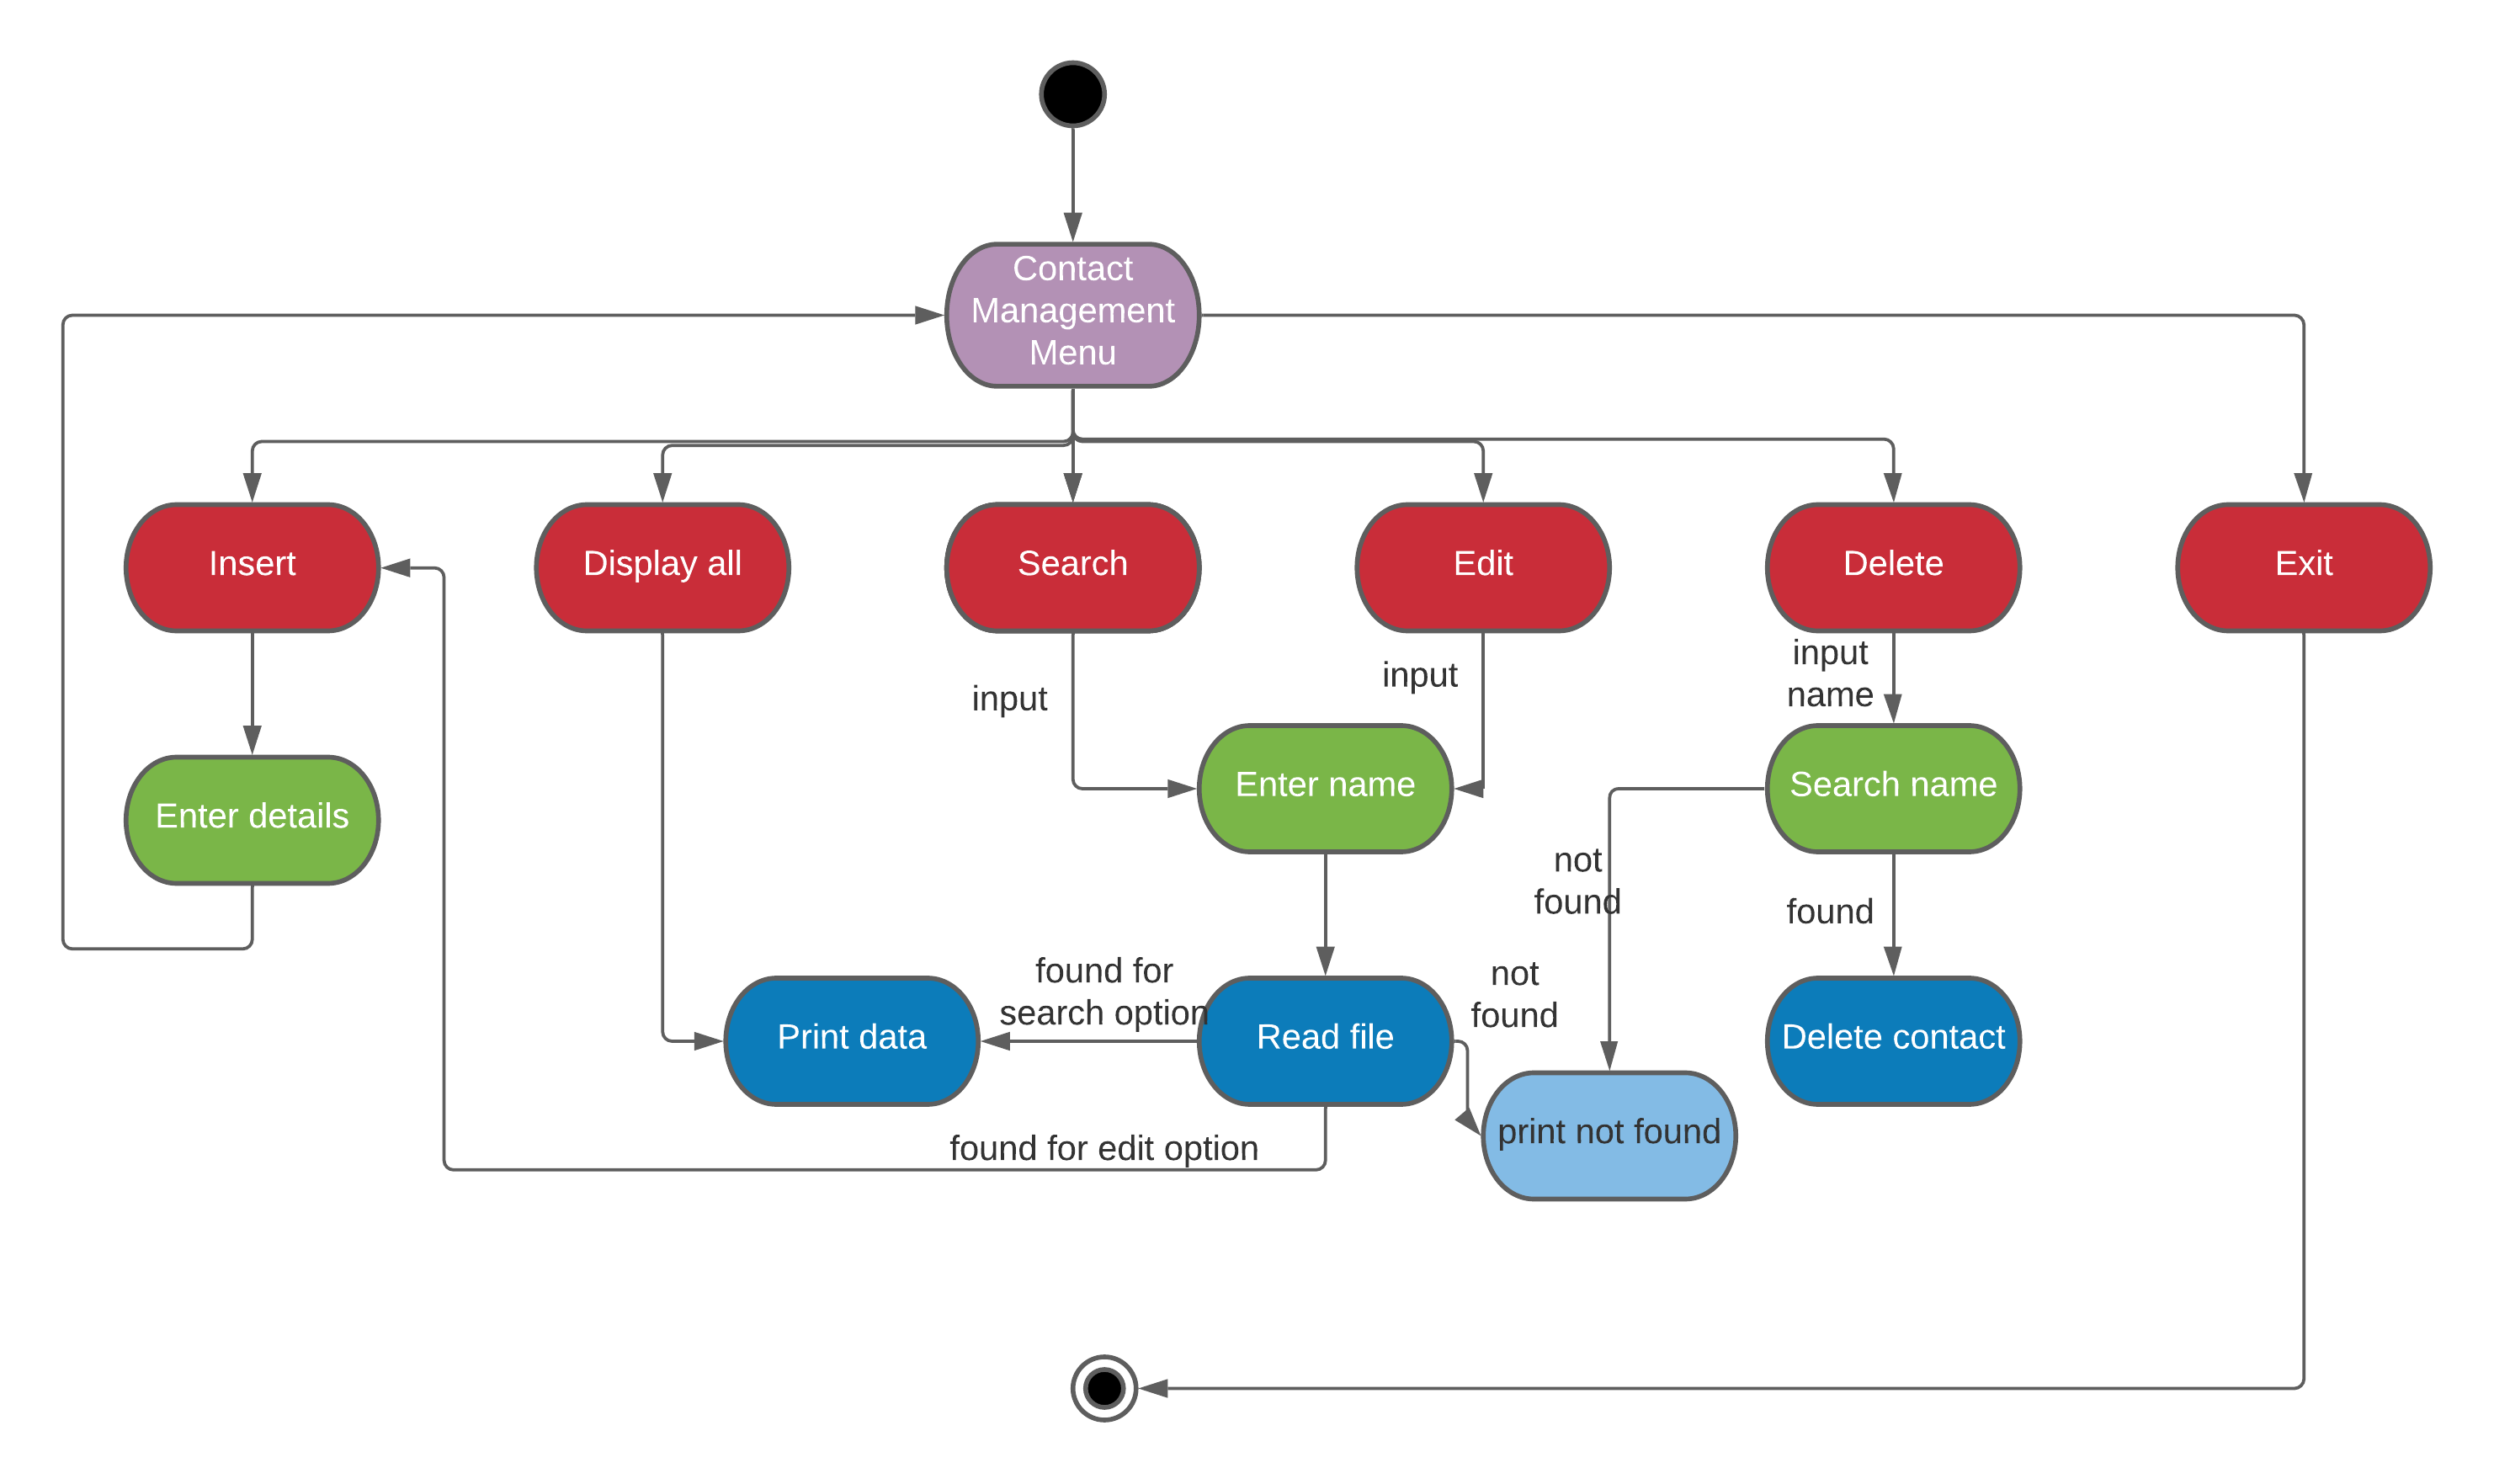 Contact
Management
Menu
Insert
Display all
Search
Edit
Delete
Exit
input
input
input
name
Enter details
Enter name
Search name
not
found
found
found for
search option
not
found
Print data
Read file
Delete contact
print not found
found for edit option